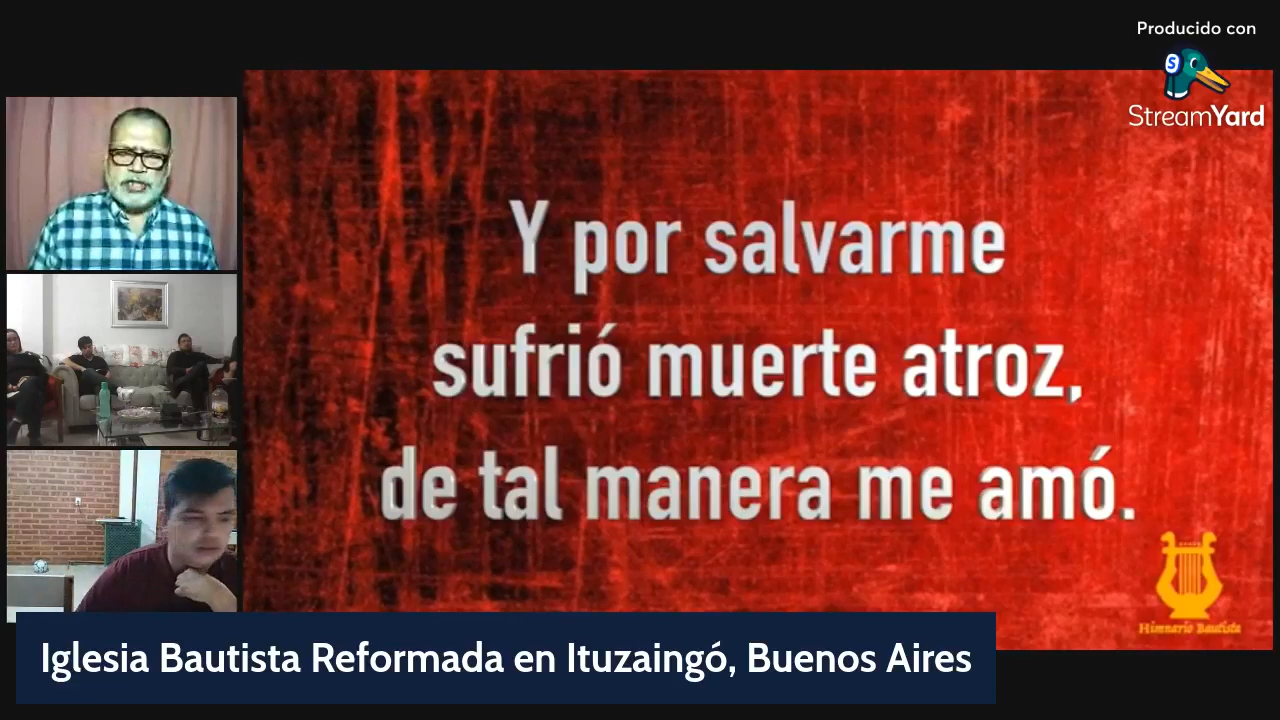 Producido con
StreamYard
Y por salvarme
sufrió muerte atroz,
de tal manera me amó.
Himnario Bautista
Iglesia Bautista Reformada en Ituzaingó, Buenos Aires